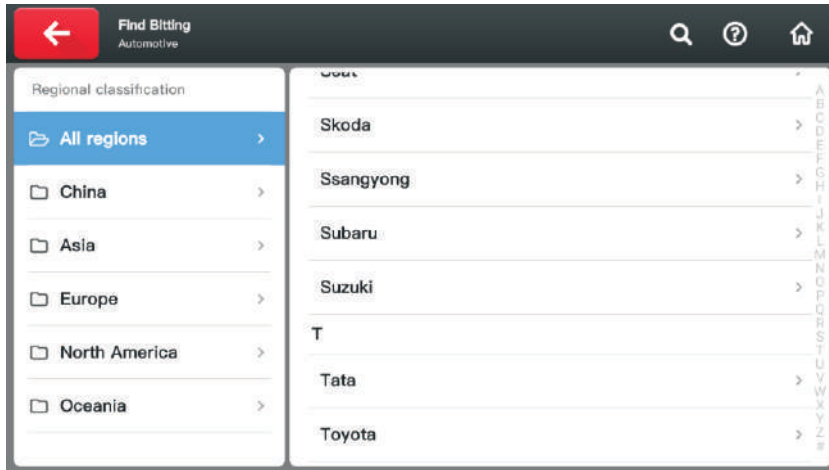 Find Bitting
Automotive
Regional classification
All regions
China
Asia
Europe
North America
Oceania
Seat
Skoda
Ssangyong
Subaru
Suzuki
T
Tata
Toyota
A
B
C
D
E
F
G
H
I
J
K
L
M
N
O
P
Q
R
S
T
U
V
W
X
Y
Z
#